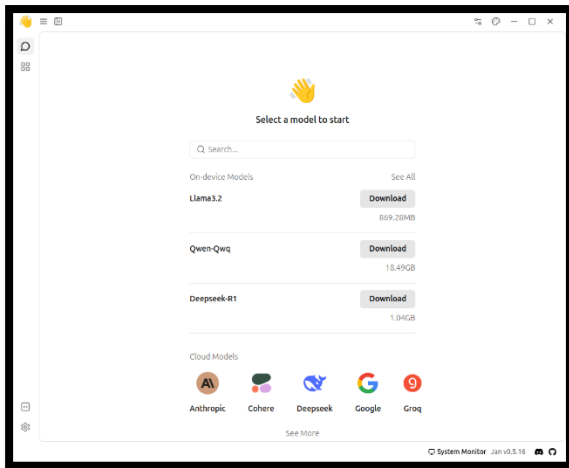 Select a model to start
Search...
On-device Models See All
Llama3.2 Download
869.28MB
Qwen-Qwq Download
18.49GB
Deepseek-R1 Download
1.04GB
Cloud Models
Anthropic Cohere Deepseek Google Groq
See More
System Monitor Jan v0.5.16